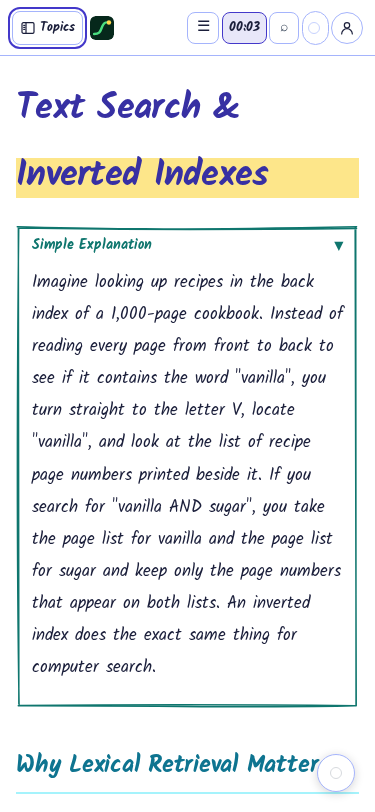 Topics
00:03
Text Search &
Inverted Indexes
Simple Explanation
Imagine looking up recipes in the back
index of a 1,000-page cookbook. Instead of
reading every page from front to back to
see if it contains the word "vanilla", you
turn straight to the letter V, locate
"vanilla", and look at the list of recipe
page numbers printed beside it. If you
search for "vanilla AND sugar", you take
the page list for vanilla and the page list
for sugar and keep only the page numbers
that appear on both lists. An inverted
index does the exact same thing for
computer search.
Why Lexical Retrieval Matter